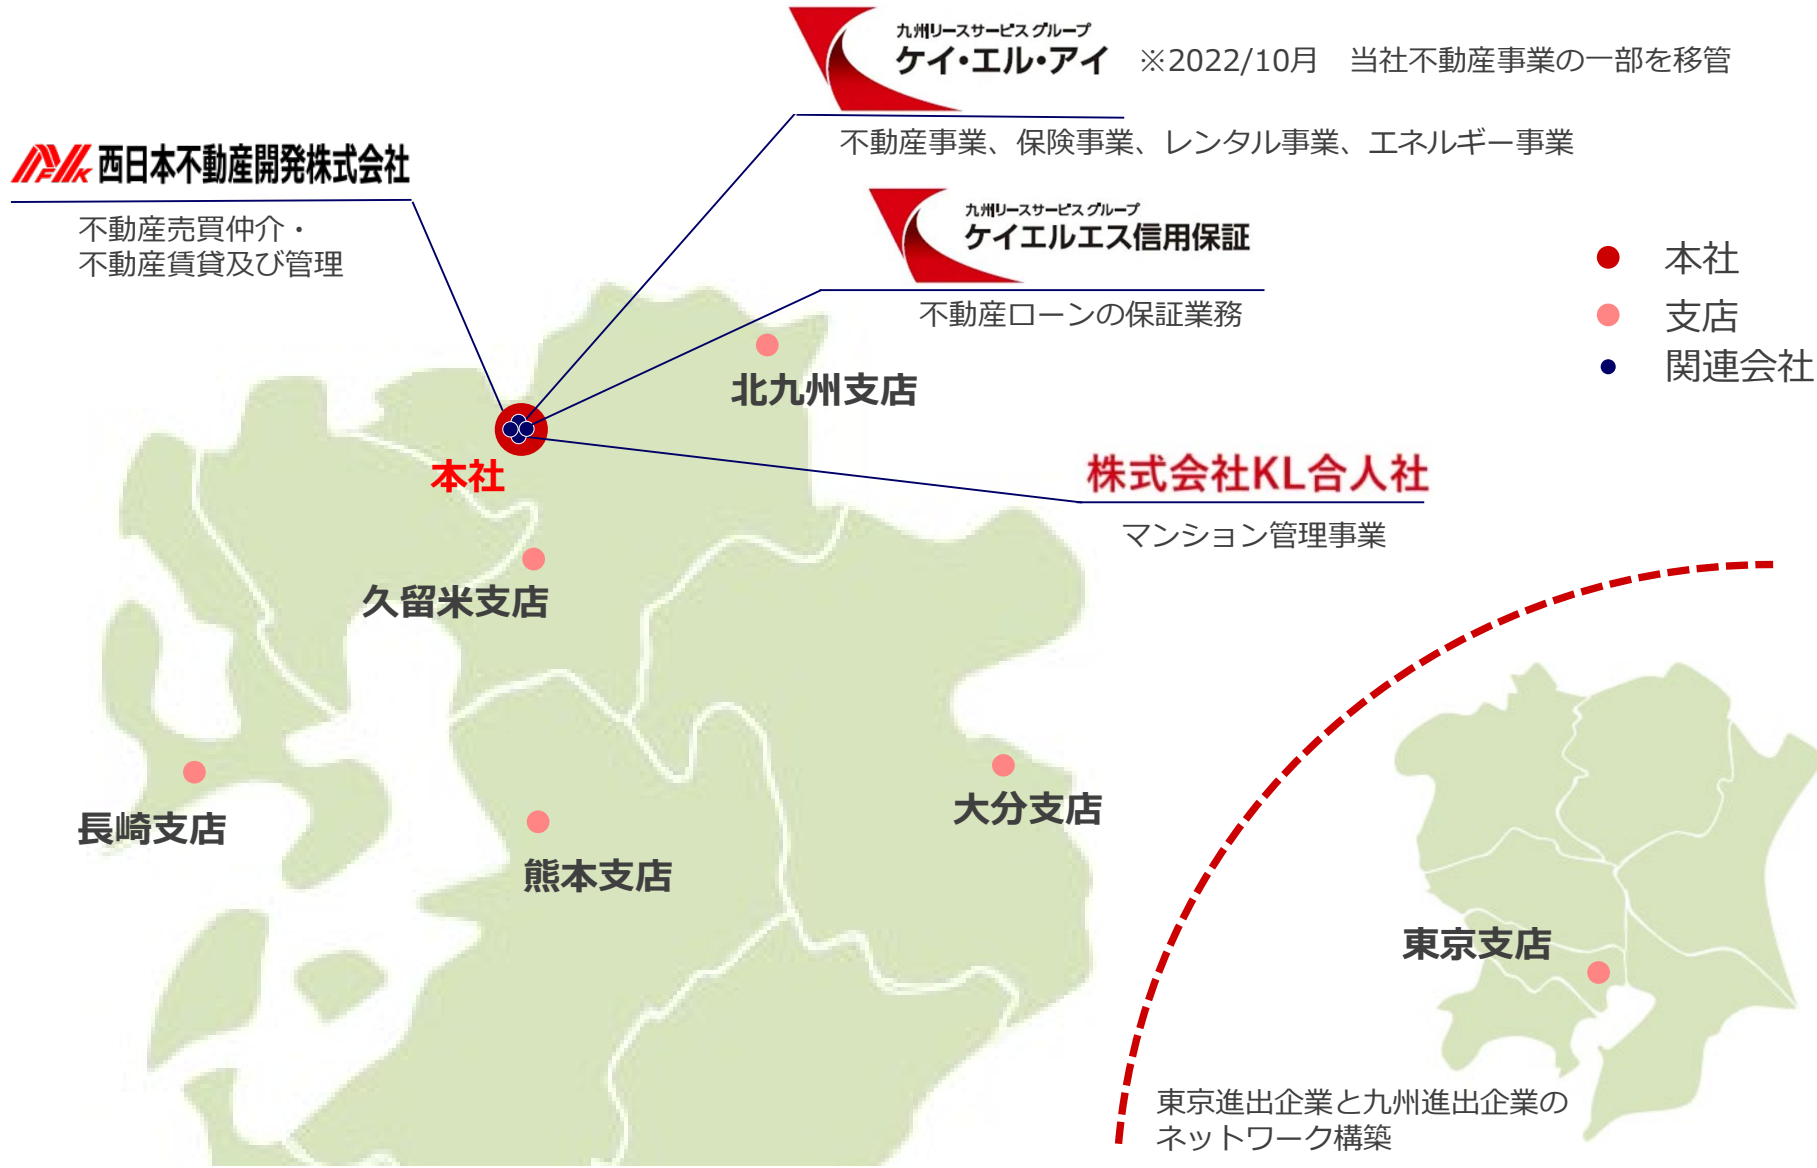 九州リースサービス グループ
ケイ・エル・アイ
※2022/10月　当社不動産事業の一部を移管
不動産事業、保険事業、レンタル事業、エネルギー事業
NFK 西日本不動産開発株式会社
不動産売買仲介・
不動産賃貸及び管理
九州リースサービス グループ
ケイエルエス信用保証
不動産ローンの保証業務
本社
支店
関連会社
北九州支店
本社
株式会社KL合人社
マンション管理事業
久留米支店
長崎支店
熊本支店
大分支店
東京支店
東京進出企業と九州進出企業の
ネットワーク構築